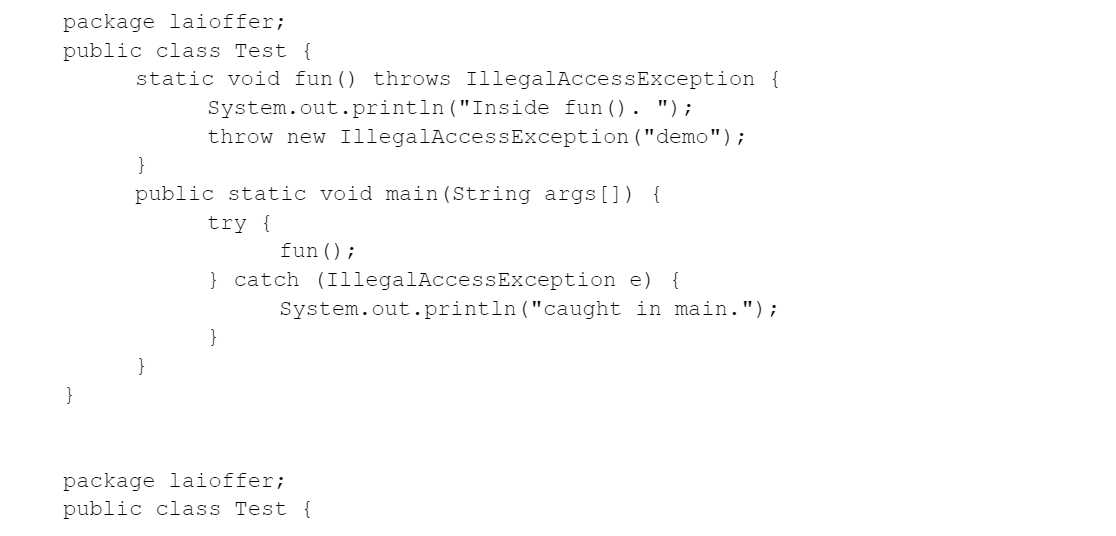 package laioffer;
public class Test {
static void fun() throws IllegalAccessException {
System.out.println("Inside fun(). ");
throw new IllegalAccessException("demo");
}
public static void main(String args[]) {
try {
fun();
} catch (IllegalAccessException e) {
System.out.println("caught in main.");
}
}
}
package laioffer;
public class Test {